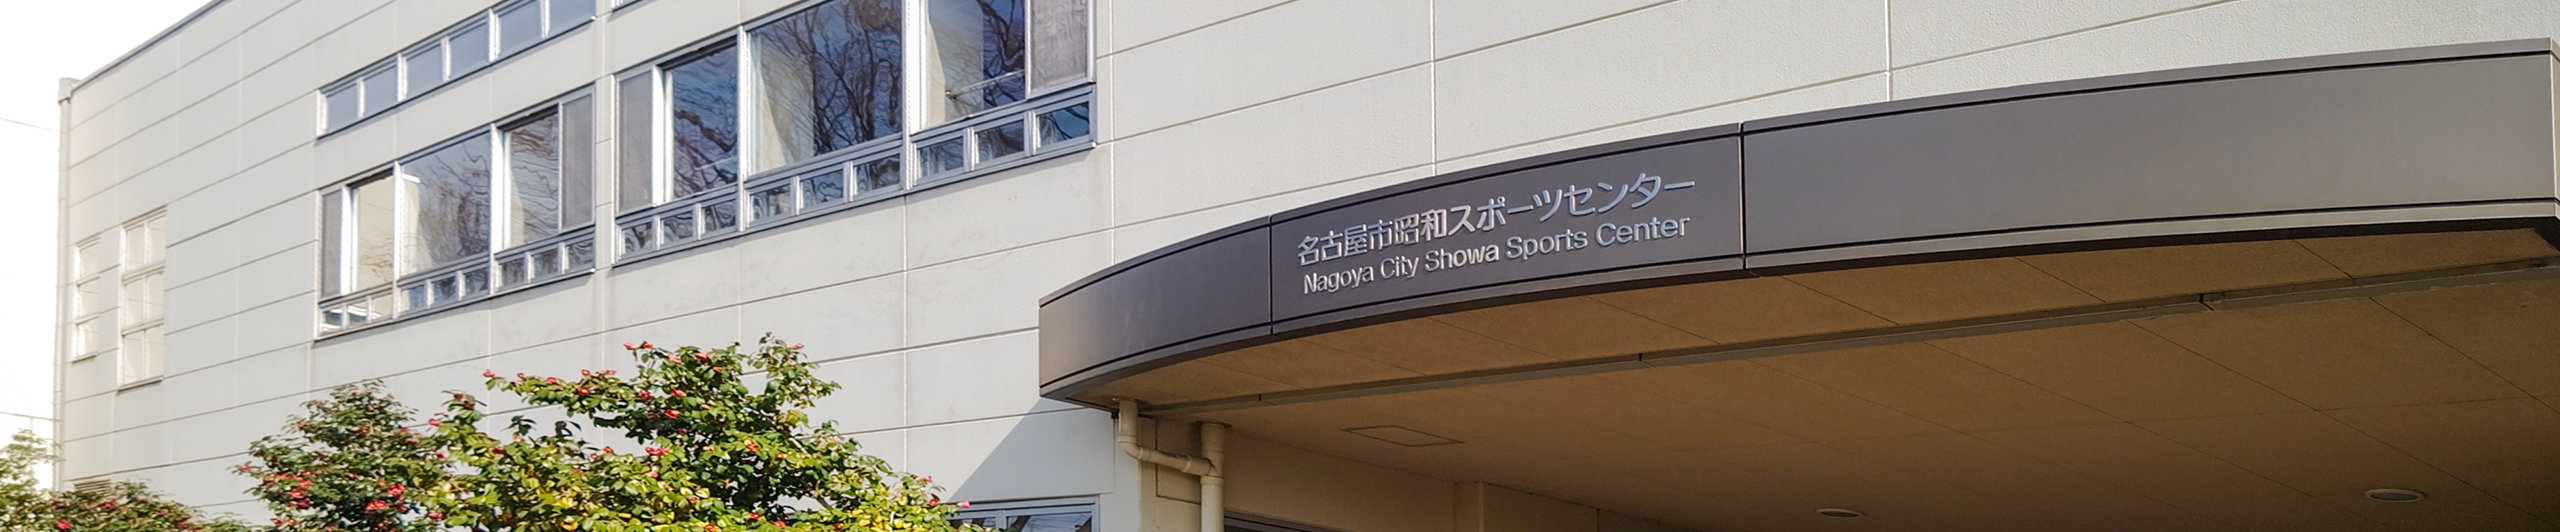 名古屋市昭和スポーツセンター
Nagoya City Showa Sports Center